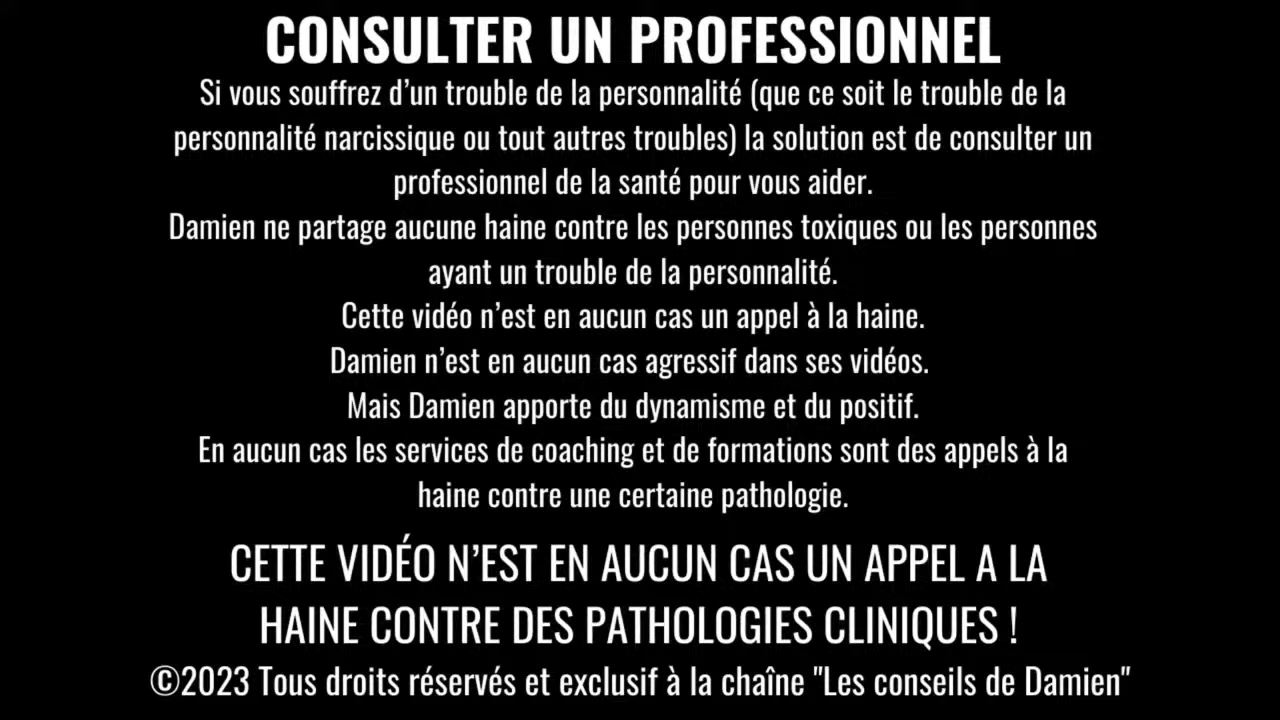 CONSULTER UN PROFESSIONNEL
Si vous souffrez d’un trouble de la personnalité (que ce soit le trouble de la
personnalité narcissique ou tout autres troubles) la solution est de consulter un
professionnel de la santé pour vous aider.
Damien ne partage aucune haine contre les personnes toxiques ou les personnes
ayant un trouble de la personnalité.
Cette vidéo n’est en aucun cas un appel à la haine.
Damien n’est en aucun cas agressif dans ses vidéos.
Mais Damien apporte du dynamisme et du positif.
En aucun cas les services de coaching et de formations sont des appels à la
haine contre une certaine pathologie.
CETTE VIDÉO N’EST EN AUCUN CAS UN APPEL A LA
HAINE CONTRE DES PATHOLOGIES CLINIQUES !
©2023 Tous droits réservés et exclusif à la chaîne "Les conseils de Damien"